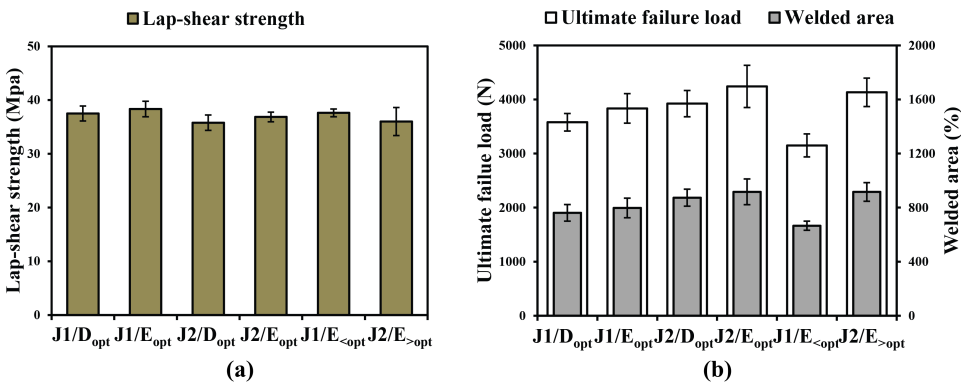 Lap-shear strength
Ultimate failure load
Welded area
Lap-shear strength (Mpa)
50
40
30
20
10
0
J1/Dopt
J1/Eopt
J2/Dopt
J2/Eopt
J1/E<opt
J2/E>opt
(a)
Ultimate failue load (N)
5000
4000
3000
2000
1000
0
2000
1600
1200
800
400
0
Welded area (%)
J1/Dopt
J1/Eopt
J2/Dopt
J2/Eopt
J1/E<opt
J2/E>opt
(b)